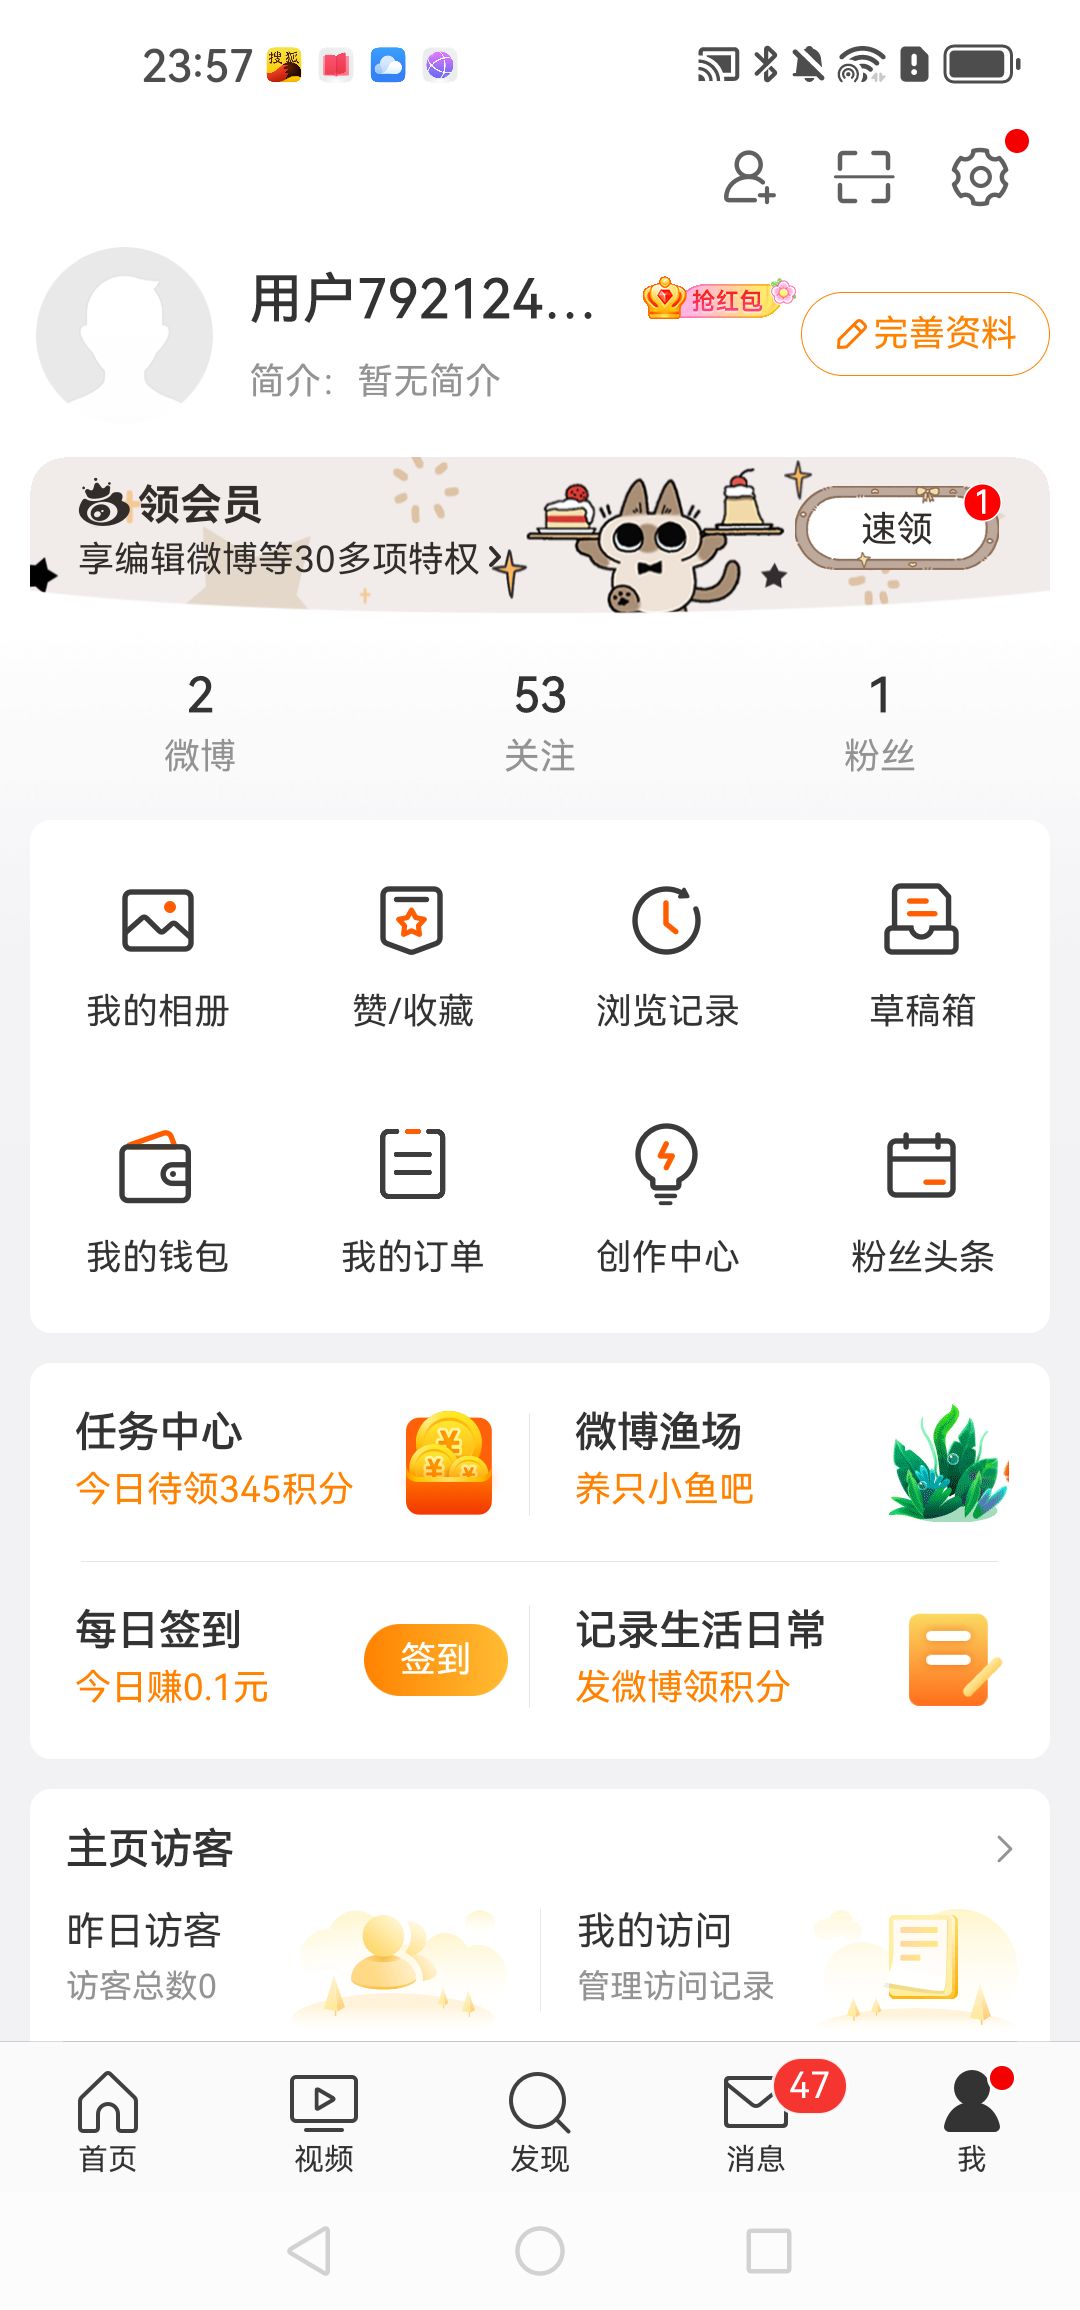 23:57
搜狐
用户792124...
抢红包
完善资料
简介：暂无简介
领会员
享编辑微博等30多项特权
速领
1
2
53
1
微博
关注
粉丝
我的相册
赞/收藏
浏览记录
草稿箱
我的钱包
我的订单
创作中心
粉丝头条
任务中心
今日待领345积分
微博渔场
养只小鱼吧
每日签到
今日赚0.1元
签到
记录生活日常
发微博领积分
主页访客
昨日访客
访客总数0
我的访问
管理访问记录
47
首页
视频
发现
消息
我